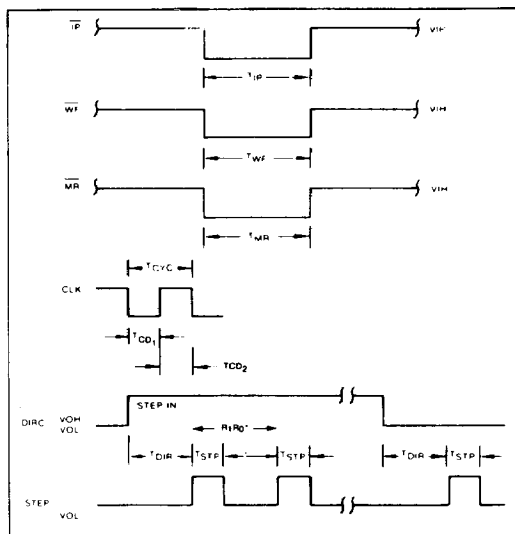 IP VIH
TIP
WF VIH
TWF
MR VIH
TMR
TCYC
CLK
TCD1
TCD2
STEP IN
DIRC VOH
VOL
R1R0*
TDIR TSTP TSTP TDIR TSTP
STEP
VOL